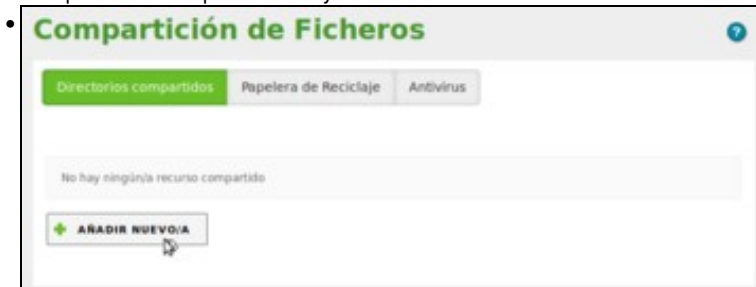 Compartición de Ficheros
?
Directorios compartidos Papelera de Reciclaje Antivirus
No hay ningún/a recurso compartido
AÑADIR NUEVO/A